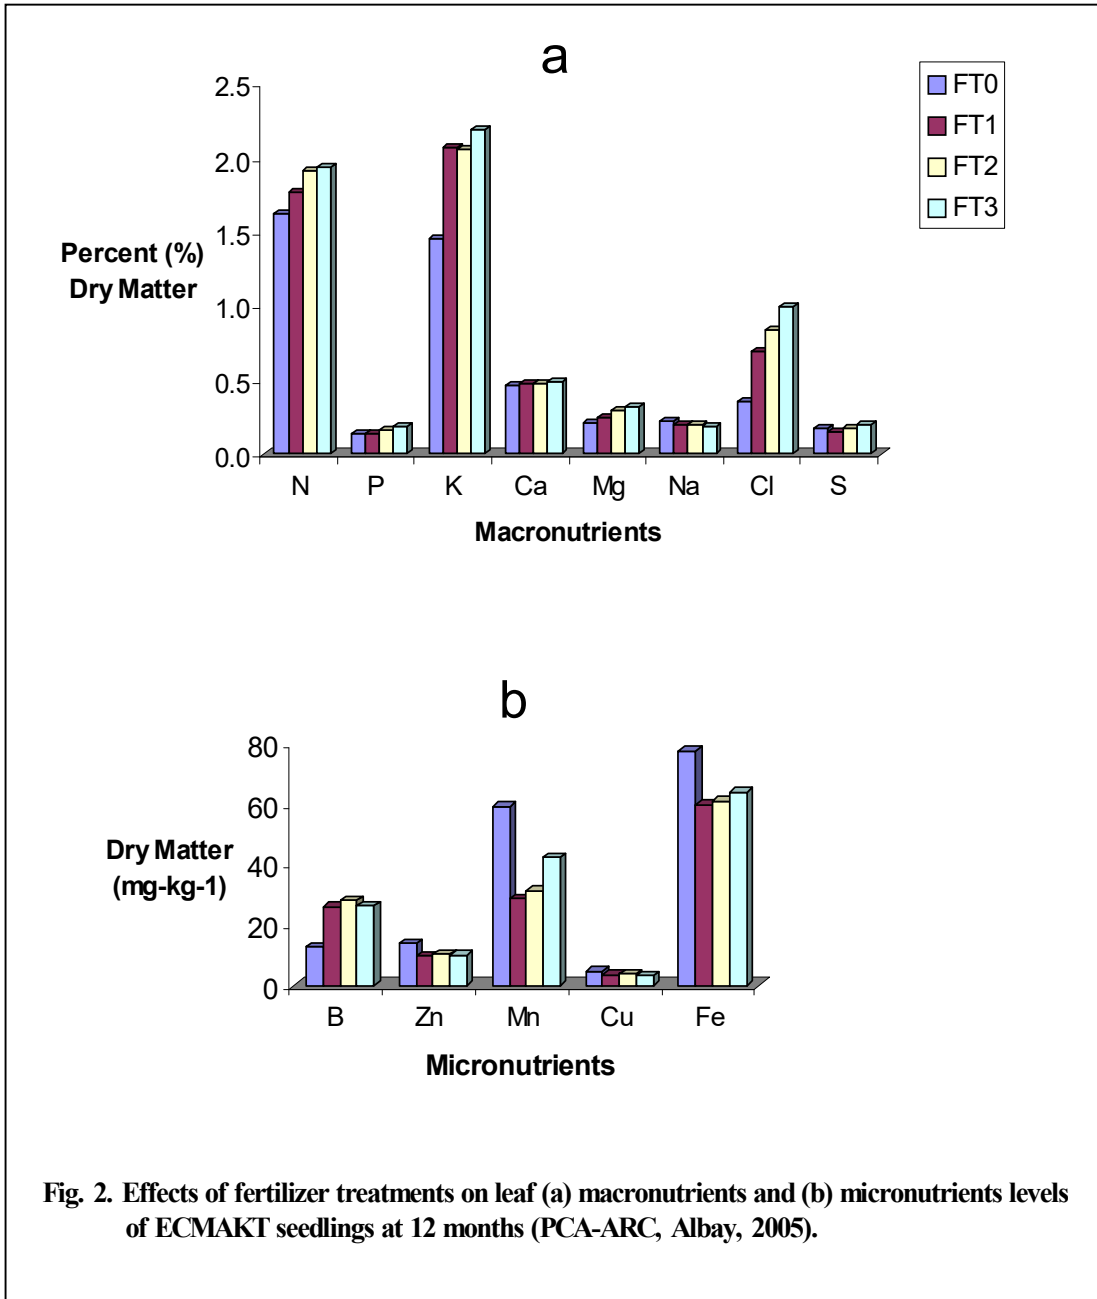 a
FT0
FT1
FT2
FT3
2.5
2.0
1.5
1.0
0.5
0.0
Percent (%)
Dry Matter
N P K Ca Mg Na Cl S
Macronutrients
b
80
60
40
20
0
Dry Matter
(mg-kg-1)
B Zn Mn Cu Fe
Micronutrients
Fig. 2. Effects of fertilizer treatments on leaf (a) macronutrients and (b) micronutrients levels
of ECMAKT seedlings at 12 months (PCA-ARC, Albay, 2005).